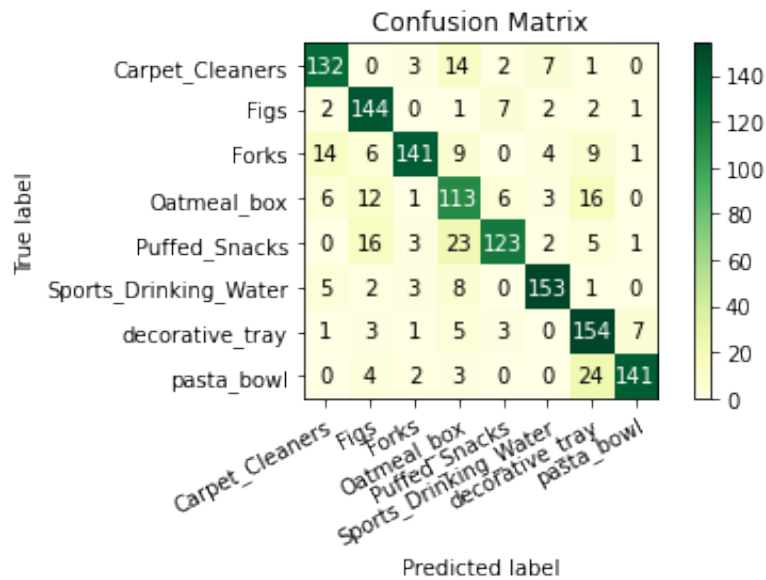 Confusion Matrix
True label
Carpet_Cleaners 132 0 3 14 2 7 1 0
Figs 2 144 0 1 7 2 2 1
Forks 14 6 141 9 0 4 9 1
Oatmeal_box 6 12 1 113 6 3 16 0
Puffed_Snacks 0 16 3 23 123 2 5 1
Sports_Drinking_Water 5 2 3 8 0 153 1 0
decorative_tray 1 3 1 5 3 0 154 7
pasta_bowl 0 4 2 3 0 0 24 141
Carpet_Cleaners Figs Forks Oatmeal_box Puffed_Snacks Sports_Drinking_Water decorative_tray pasta_bowl
Predicted label
140
120
100
80
60
40
20
0